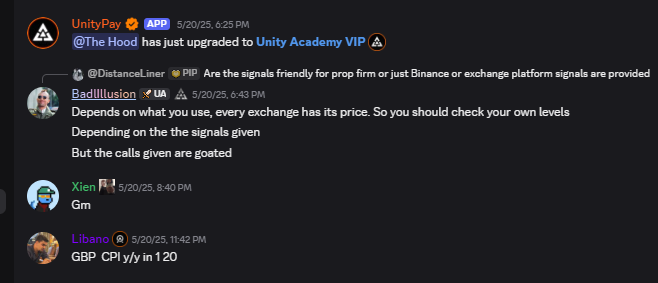 UnityPay APP 5/20/25, 6:25 PM
@The Hood has just upgraded to Unity Academy VIP
@DistanceLiner PIP Are the signals friendly for prop firm or just Binance or exchange platform signals are provided
BadIllusion UA 5/20/25, 6:43 PM
Depends on what you use, every exchange has its price. So you should check your own levels
Depending on the the signals given
But the calls given are goated
Xien 5/20/25, 8:40 PM
Gm
Libano 5/20/25, 11:42 PM
GBP CPI y/y in 1 20